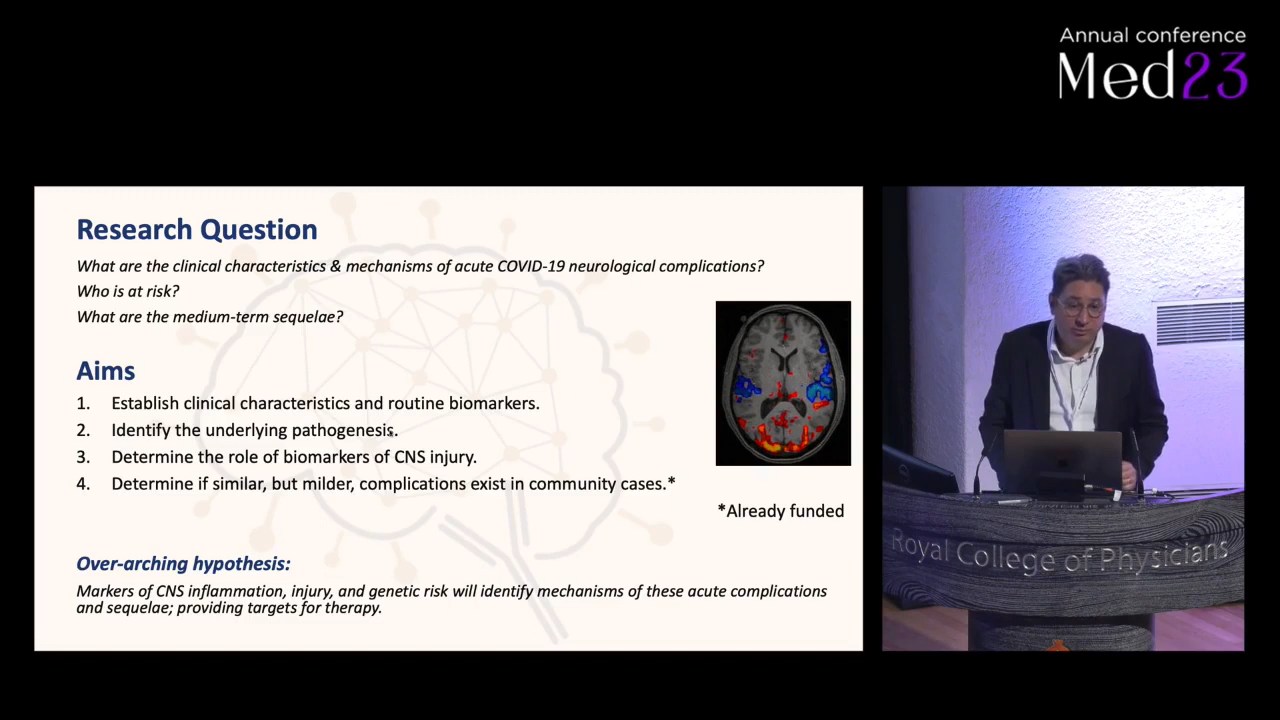 Annual conference
Med23
Research Question
What are the clinical characteristics & mechanisms of acute COVID-19 neurological complications?
Who is at risk?
What are the medium-term sequelae?
Aims
1. Establish clinical characteristics and routine biomarkers.
2. Identify the underlying pathogenesis.
3. Determine the role of biomarkers of CNS injury.
4. Determine if similar, but milder, complications exist in community cases.*
*Already funded
Over-arching hypothesis:
Markers of CNS inflammation, injury, and genetic risk will identify mechanisms of these acute complications
and sequelae; providing targets for therapy.
Royal College of Physicians